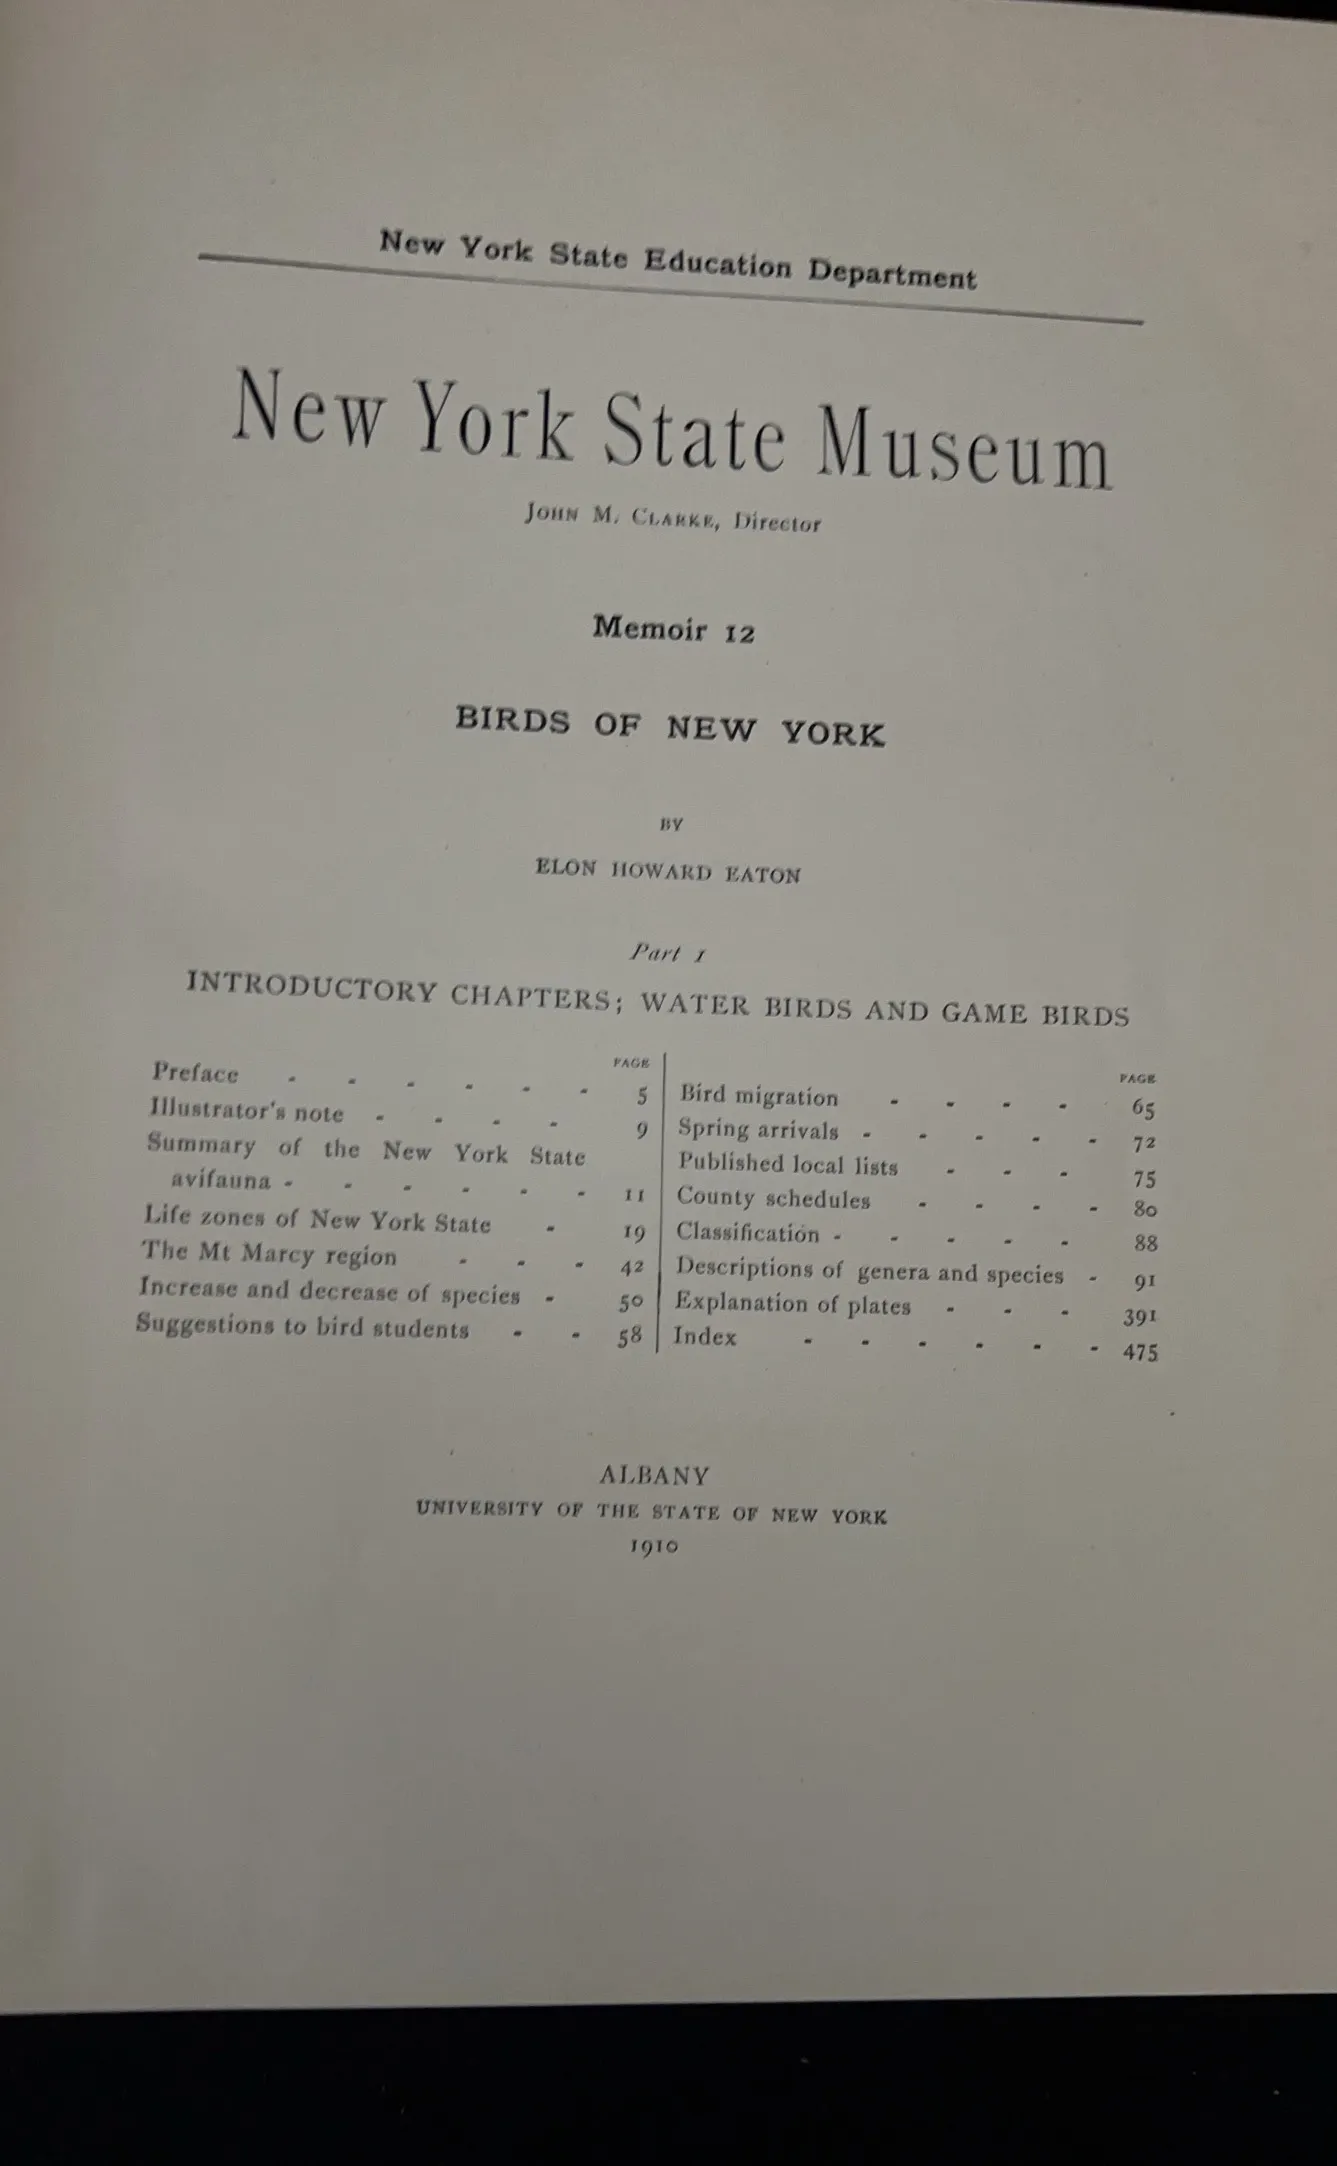 New York State Education Department
New York State Museum
JOHN M. CLARKE, Director
Memoir 12
BIRDS OF NEW YORK
BY
ELON HOWARD EATON
Part 1
INTRODUCTORY CHAPTERS; WATER BIRDS AND GAME BIRDS
PAGE
Preface - - - - - - 5
Illustrator's note - - - - 9
Summary of the New York State
avifauna - - - - - - 11
Life zones of New York State - 19
The Mt Marcy region - - - 42
Increase and decrease of species - 50
Suggestions to bird students - - 58
PAGE
Bird migration - - - - 65
Spring arrivals - - - - - 72
Published local lists - - - 75
County schedules - - - - 80
Classification - - - - - 88
Descriptions of genera and species - 91
Explanation of plates - - - 391
Index - - - - - - 475
ALBANY
UNIVERSITY OF THE STATE OF NEW YORK
1910